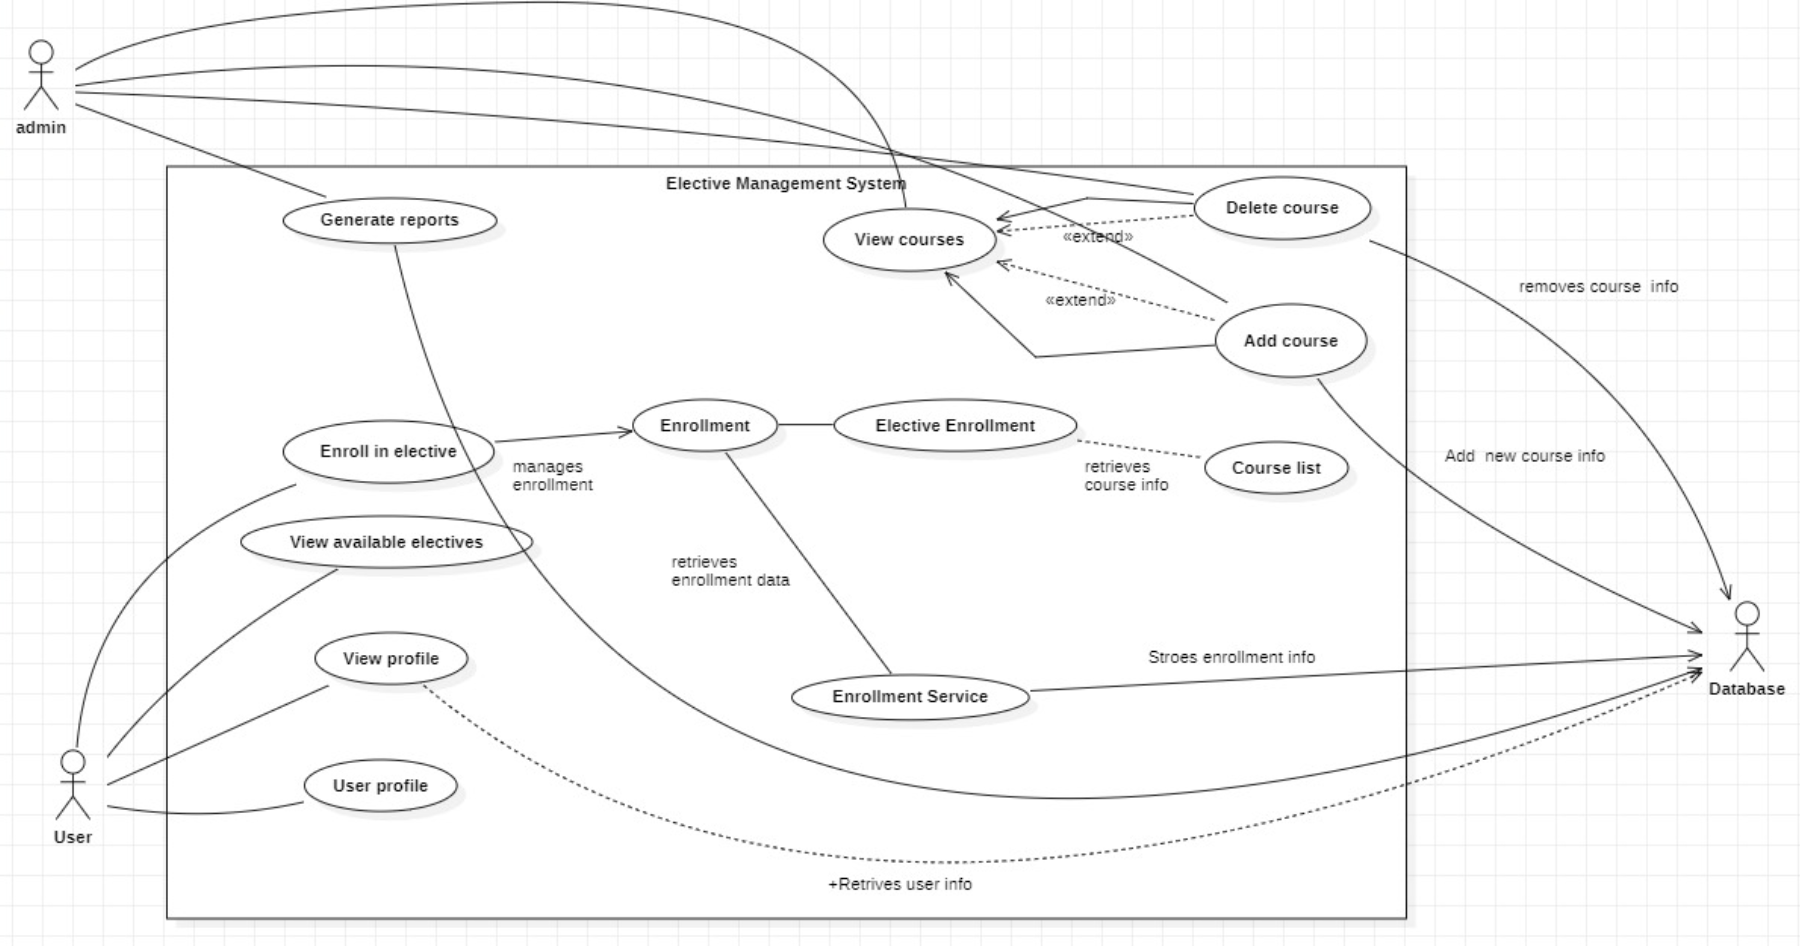 admin
Elective Management System
Generate reports
View courses
Delete course
«extend»
«extend»
removes course  info
Add course
Enroll in elective
manages
enrollment
Enrollment
Elective Enrollment
retrieves
course info
Course list
Add  new course info
View available electives
retrieves
enrollment data
View profile
Enrollment Service
Stroes enrollment info
Database
User profile
User
+Retrives user info